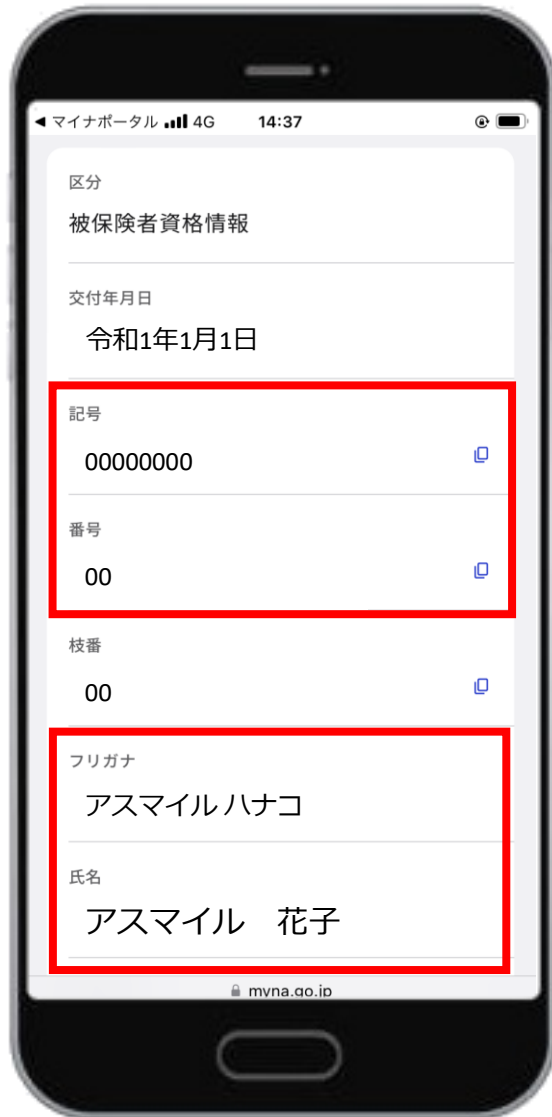 ◀ マイナポータル 4G 14:37
区分
被保険者資格情報
交付年月日
令和1年1月1日
記号
00000000
番号
00
枝番
00
フリガナ
アスマイル ハナコ
氏名
アスマイル　花子
myna.go.jp